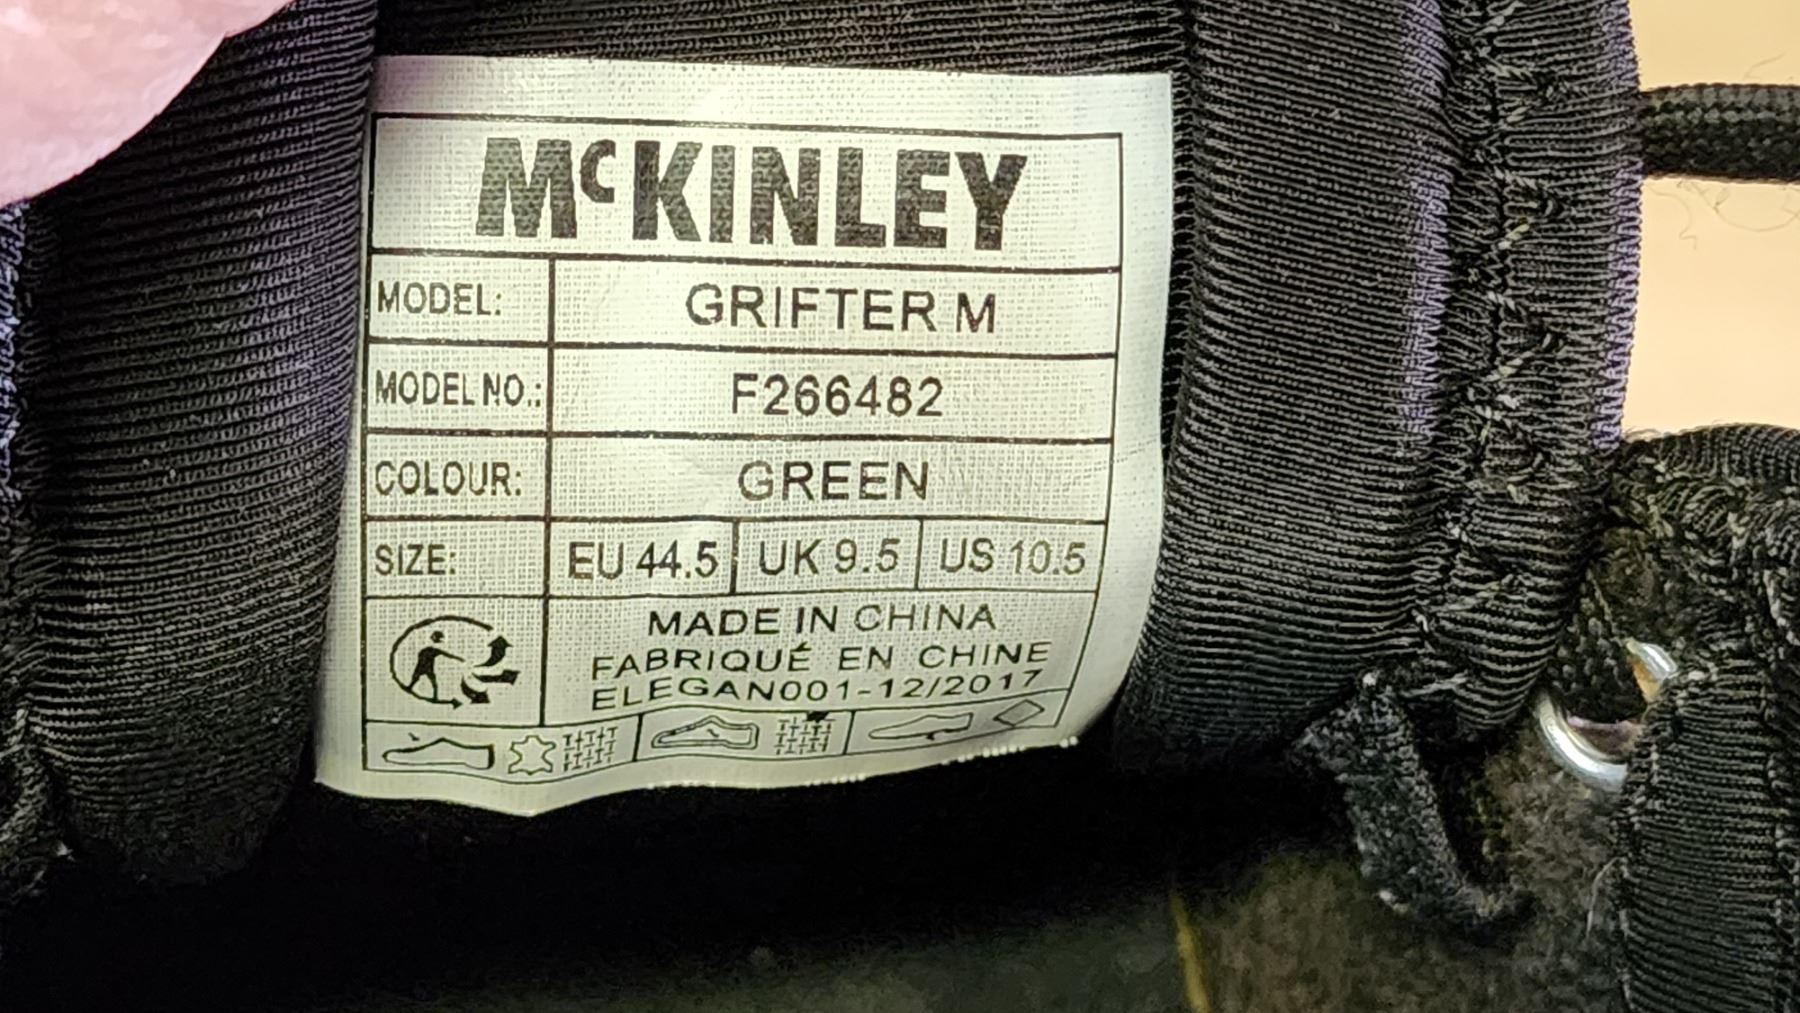 McKINLEY
MODEL: GRIFTER M
MODEL NO.: F266482
COLOUR: GREEN
SIZE: EU 44.5 UK 9.5 US 10.5
MADE IN CHINA
FABRIQUÉ EN CHINE
ELEGAN001-12/2017